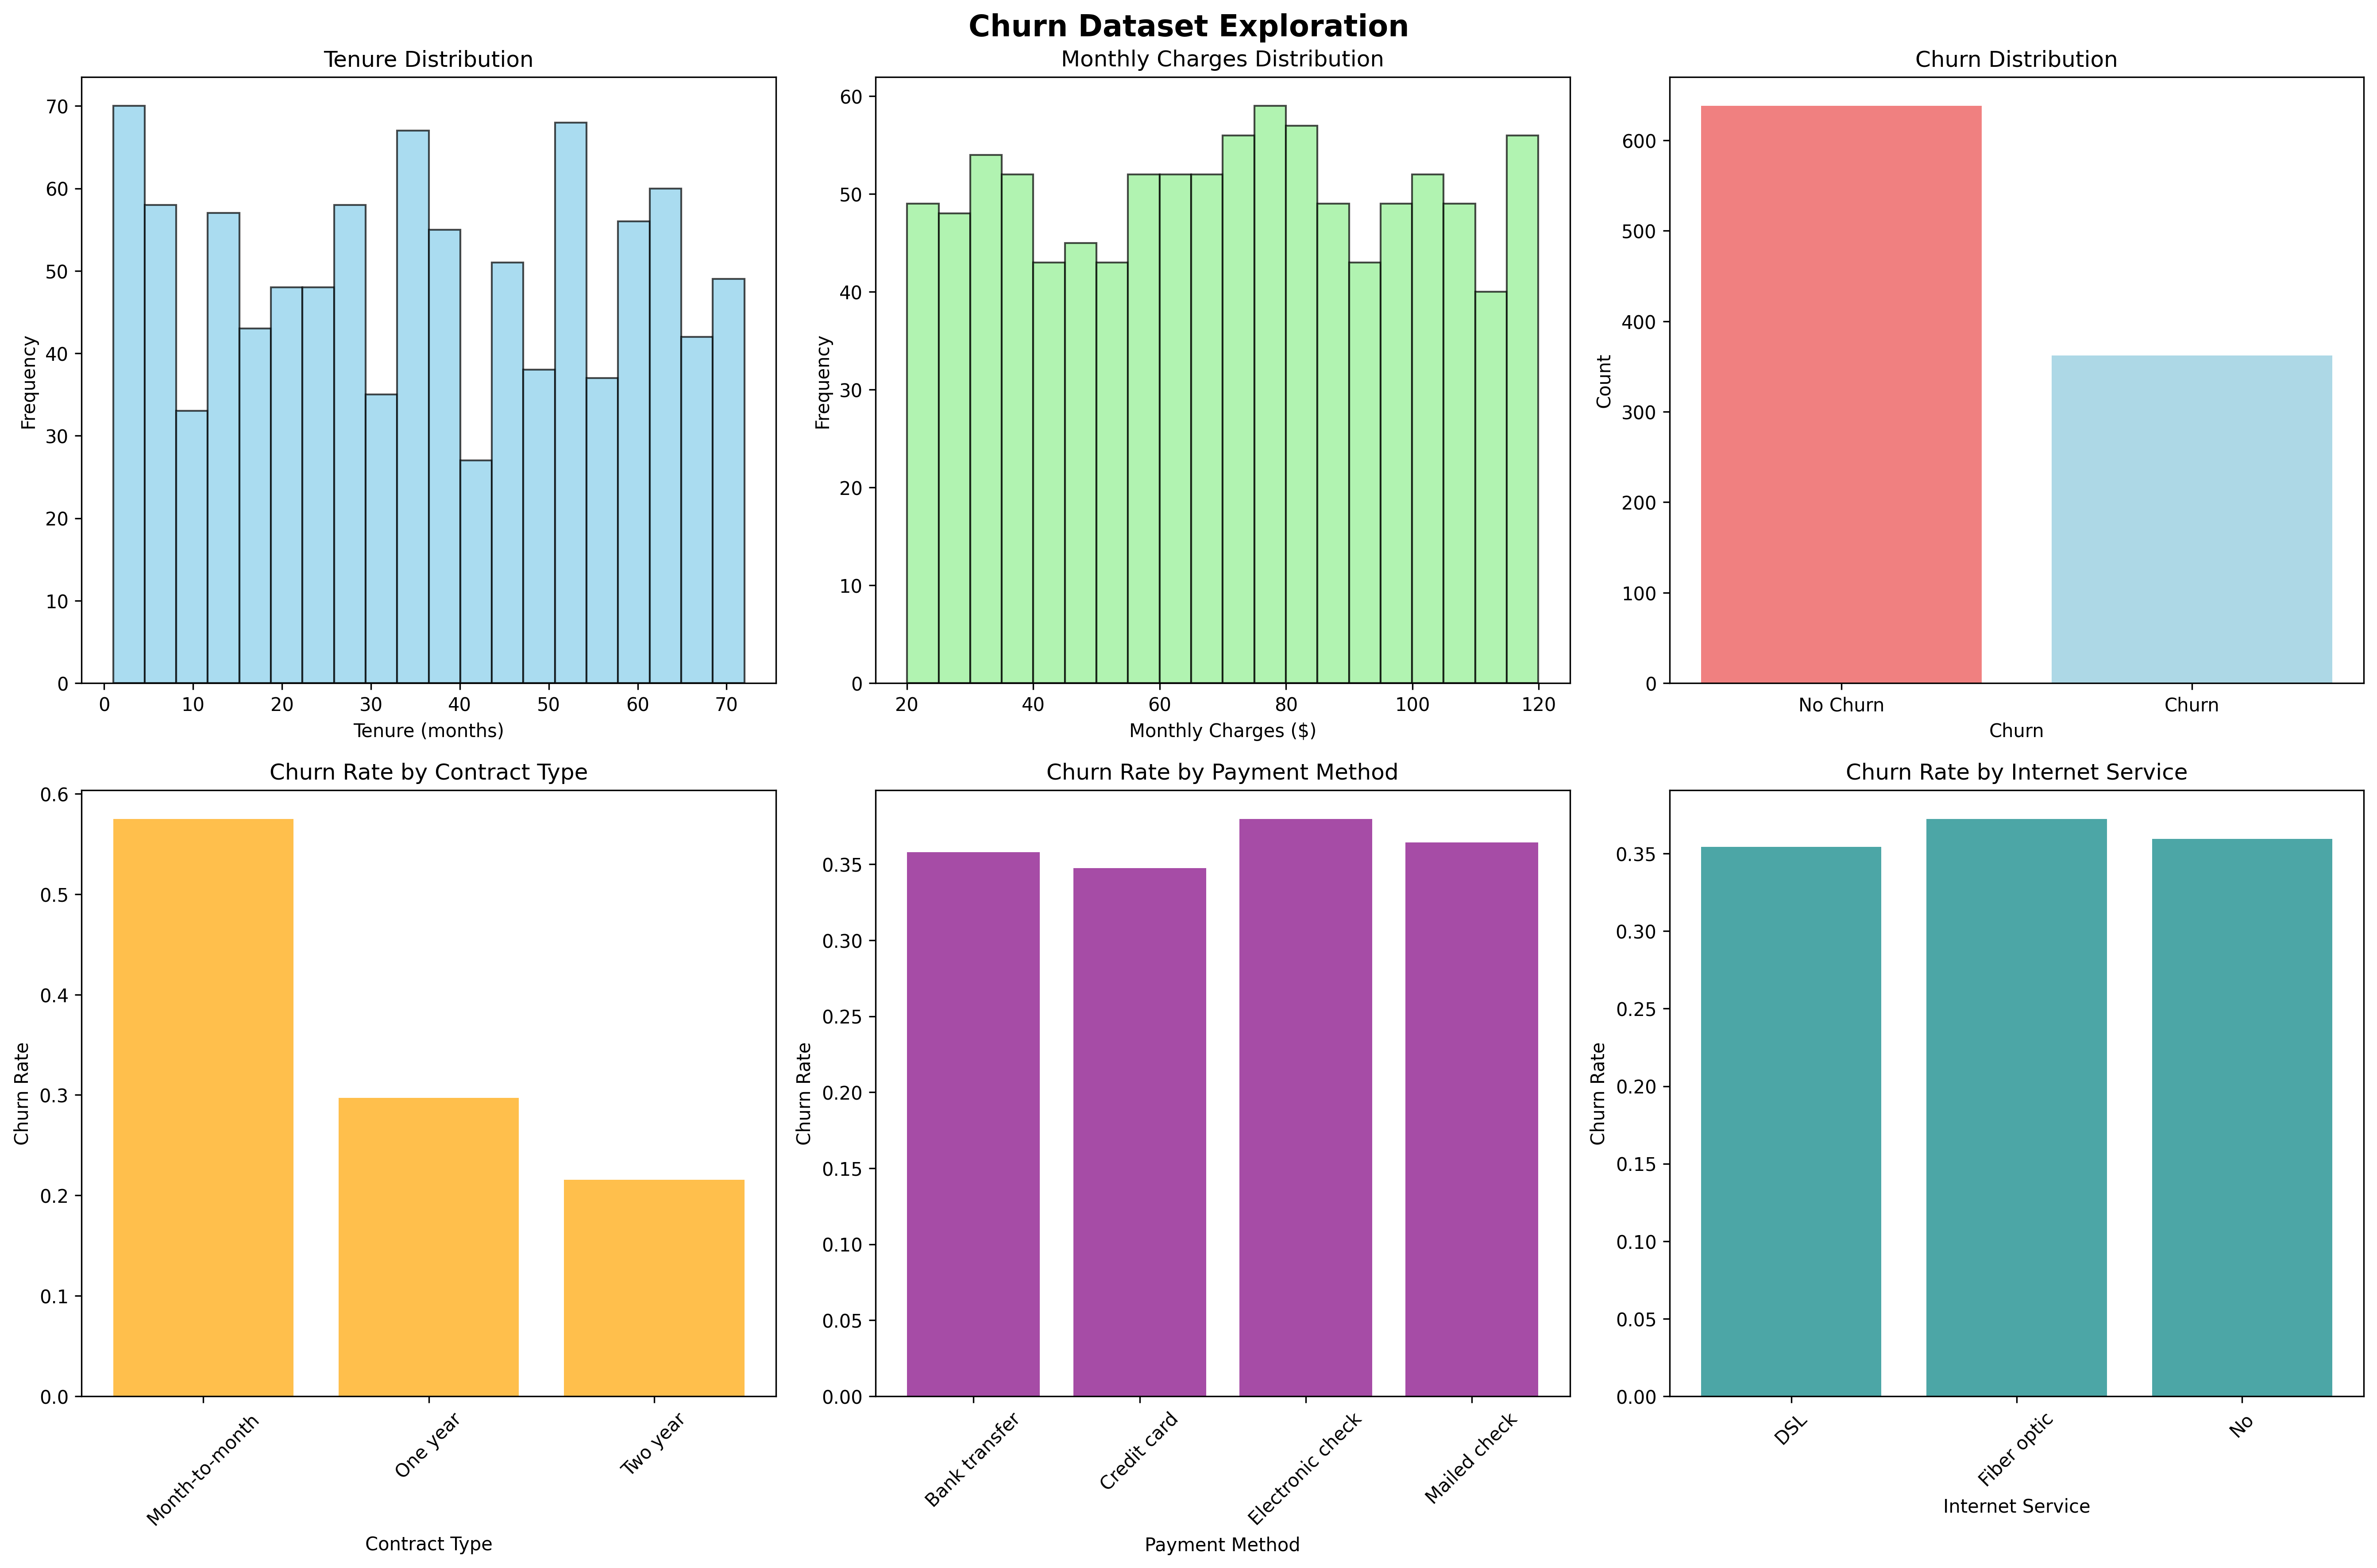 Churn Dataset Exploration
Tenure Distribution
70
60
50
40
30
20
10
0
Frequency
0 10 20 30 40 50 60 70
Tenure (months)
Monthly Charges Distribution
60
50
40
30
20
10
0
Frequency
20 40 60 80 100 120
Monthly Charges ($)
Churn Distribution
600
500
400
300
200
100
0
Count
No Churn Churn
Churn
Churn Rate by Contract Type
0.6
0.5
0.4
0.3
0.2
0.1
0.0
Churn Rate
Month-to-month One year Two year
Contract Type
Churn Rate by Payment Method
0.35
0.30
0.25
0.20
0.15
0.10
0.05
0.00
Churn Rate
Bank transfer Credit card Electronic check Mailed check
Payment Method
Churn Rate by Internet Service
0.35
0.30
0.25
0.20
0.15
0.10
0.05
0.00
Churn Rate
DSL Fiber optic No
Internet Service